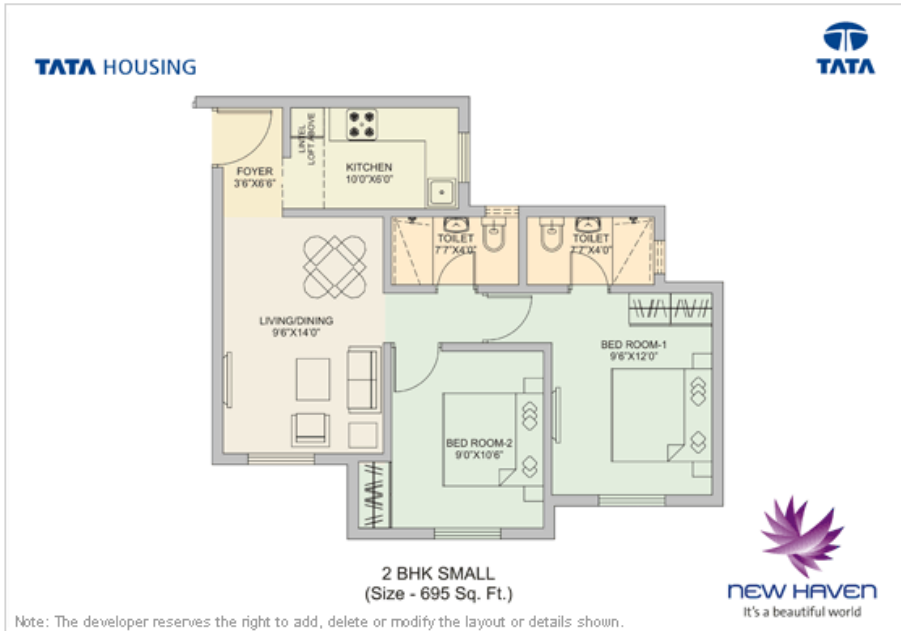 TATA HOUSING
TATA
LINTEL
LOFT ABOVE
FOYER
3'6"X6'6"
KITCHEN
10'0"X6'0"
TOILET
7'7"X4'0"
TOILET
7'7"X4'0"
LIVING/DINING
9'6"X14'0"
BED ROOM-1
9'6"X12'0"
BED ROOM-2
9'0"X10'6"
2 BHK SMALL
(Size - 695 Sq. Ft.)
NEW HAVEN
It's a beautiful world
Note: The developer reserves the right to add, delete or modify the layout or details shown.